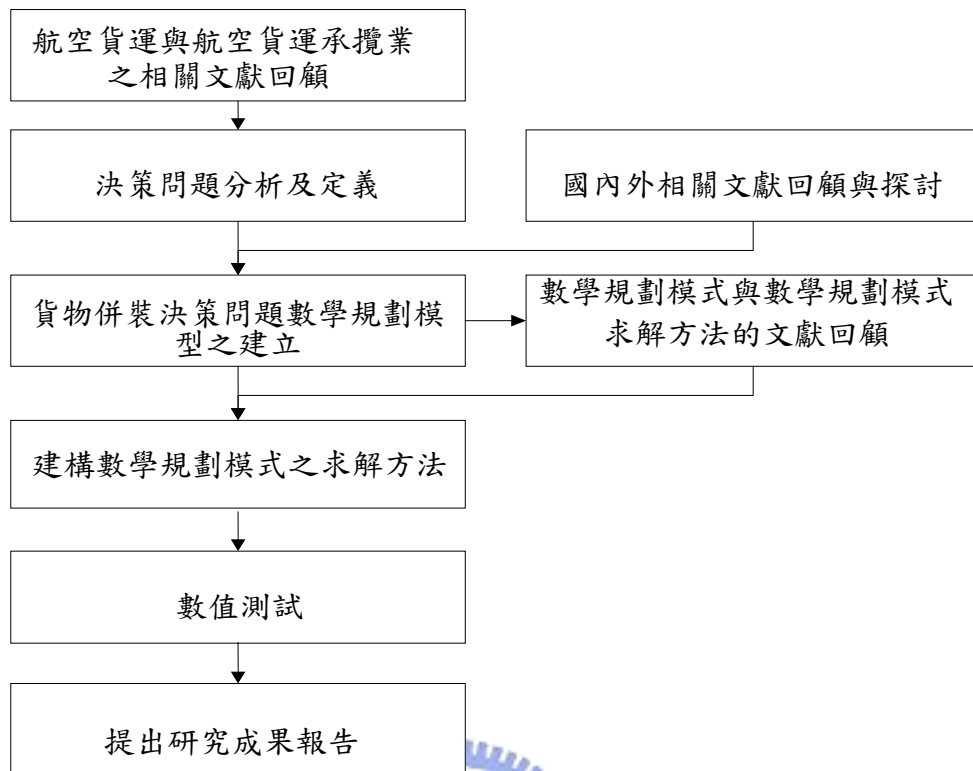 航空貨運與航空貨運承攬業
之相關文獻回顧
決策問題分析及定義
國內外相關文獻回顧與探討
貨物併裝決策問題數學規劃模
型之建立
數學規劃模式與數學規劃模式
求解方法的文獻回顧
建構數學規劃模式之求解方法
數值測試
提出研究成果報告